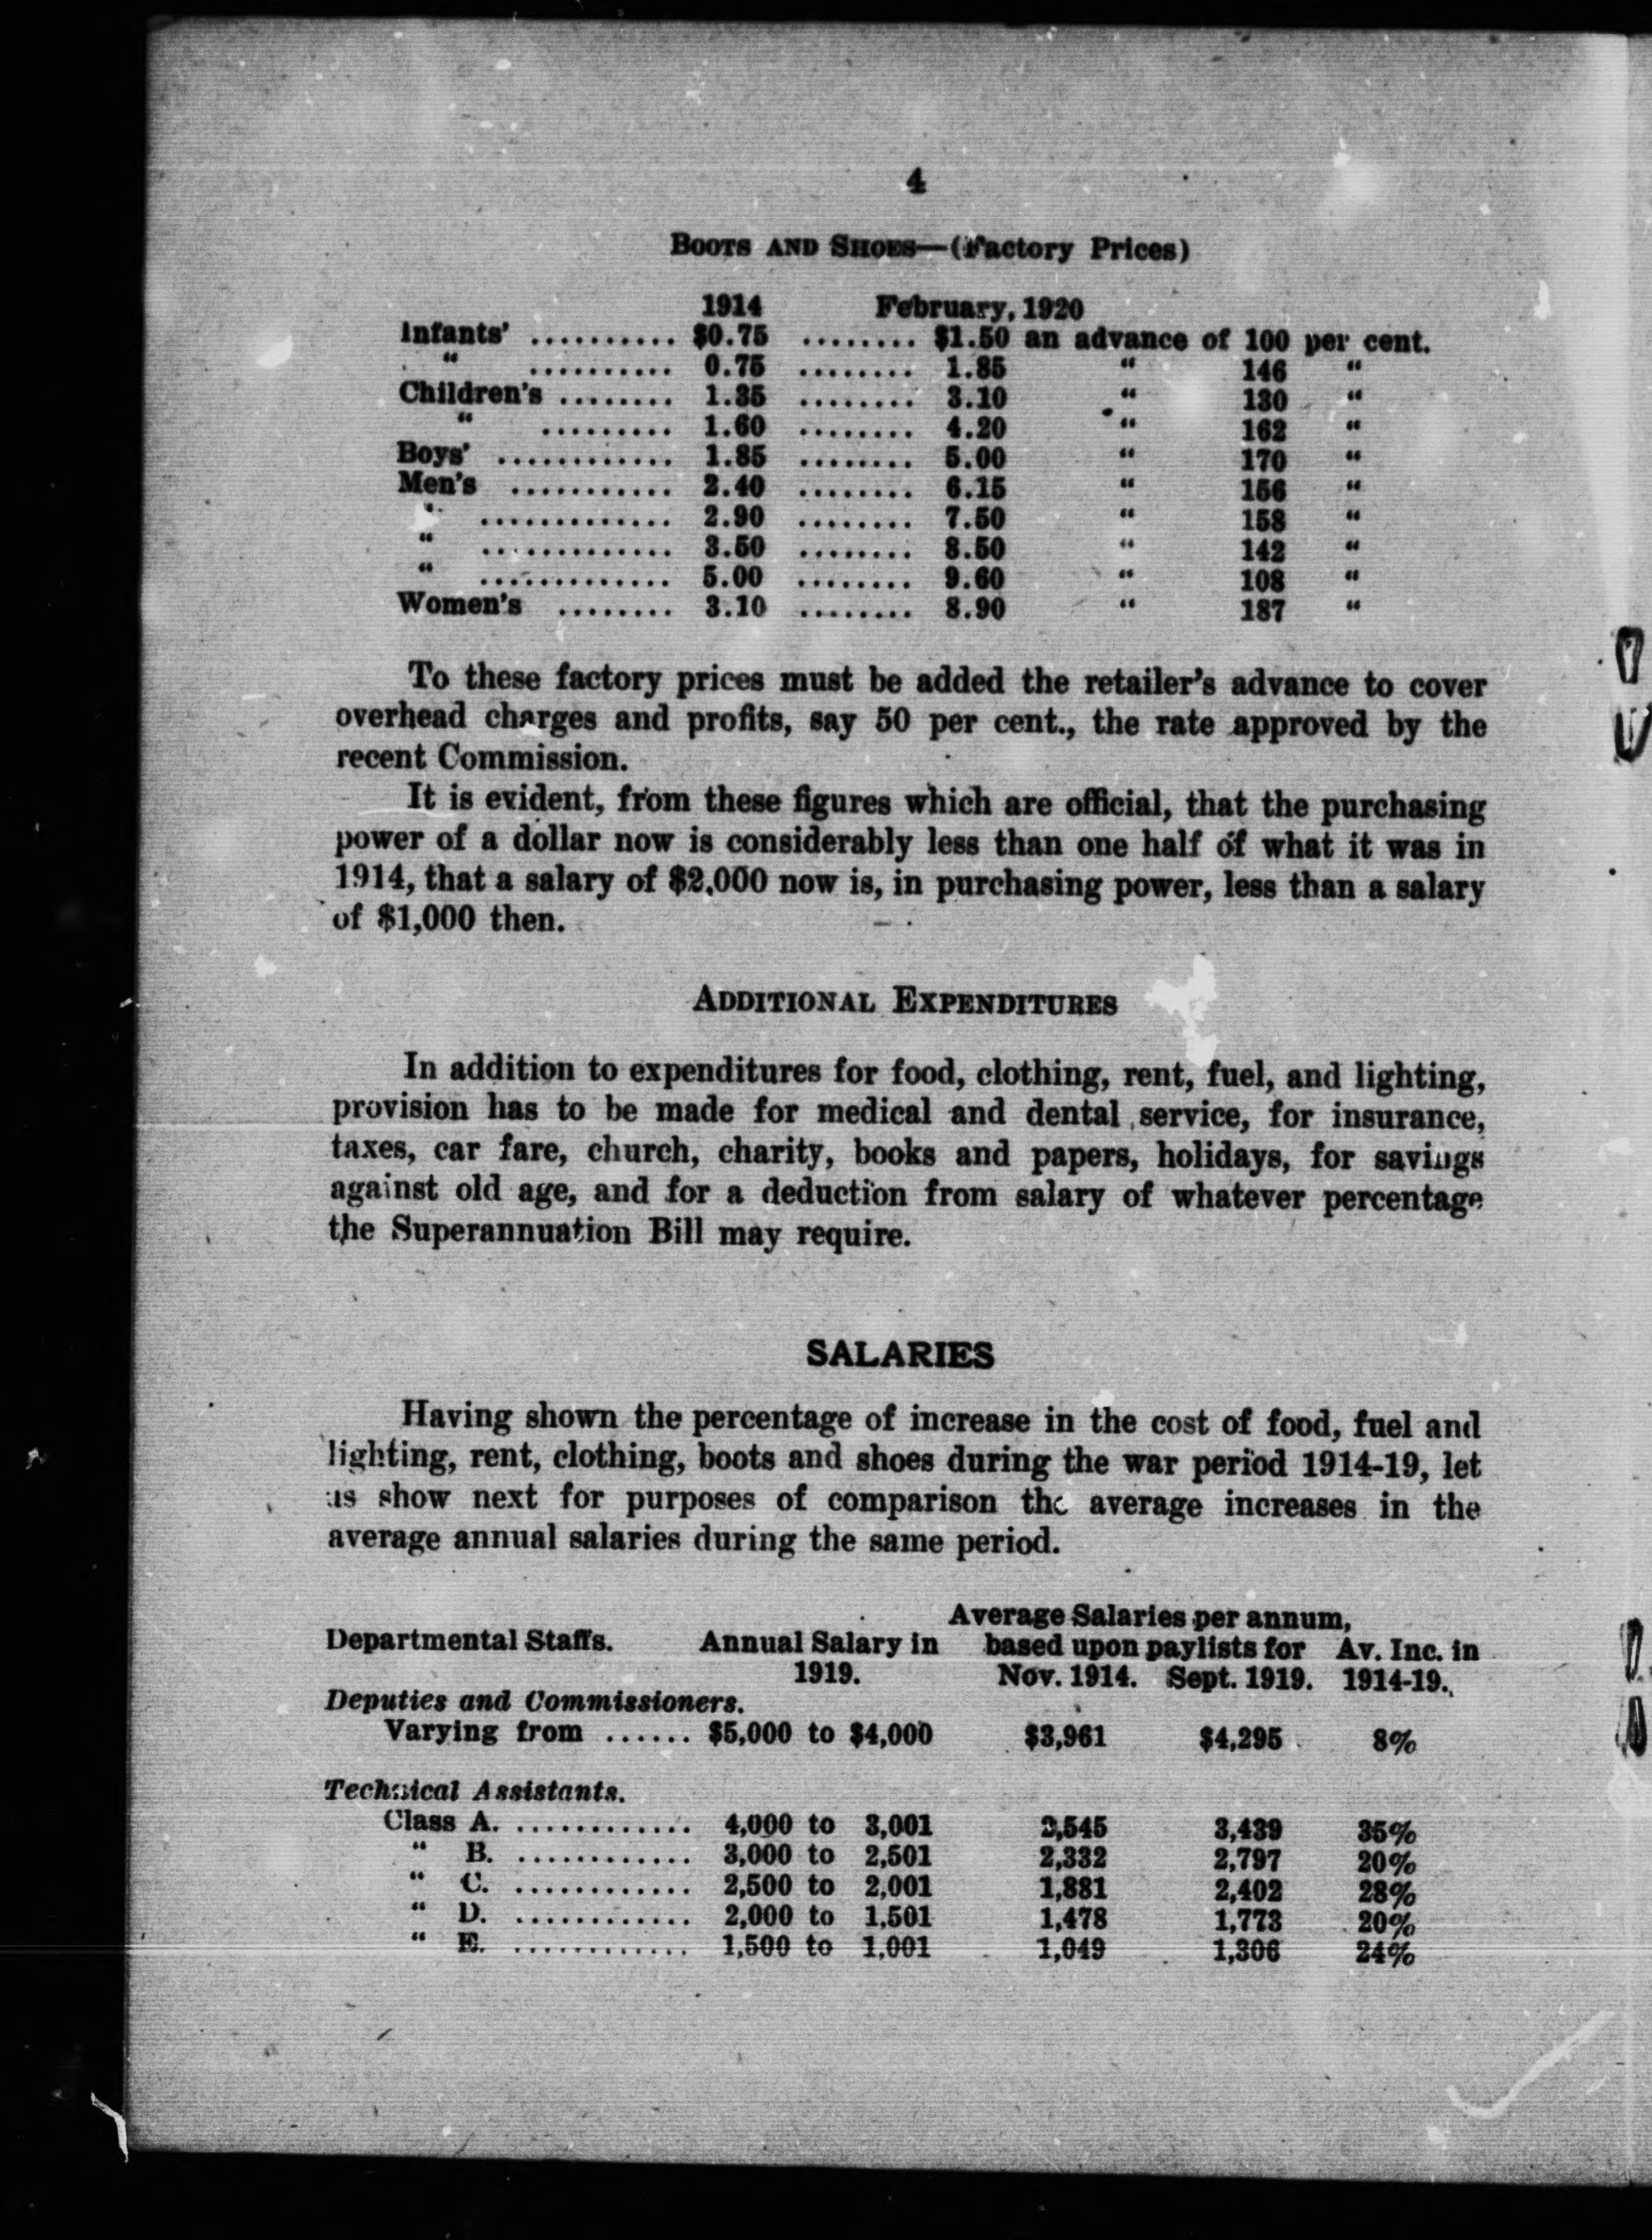 4
BOOTS AND SHOES—(Factory Prices)
1914 February, 1920
Infants' .......... $0.75 ........ $1.50 an advance of 100 per cent.
" .......... 0.75 ........ 1.85 " 146 "
Children's ........ 1.35 ........ 3.10 " 130 "
" ......... 1.60 ........ 4.20 " 162 "
Boys' ............ 1.85 ........ 5.00 " 170 "
Men's ........... 2.40 ........ 6.15 " 156 "
" ............. 2.90 ........ 7.50 " 158 "
" ............. 3.50 ........ 8.50 " 142 "
" ............. 5.00 ........ 9.60 " 108 "
Women's ........ 3.10 ........ 8.90 " 187 "
To these factory prices must be added the retailer's advance to cover
overhead charges and profits, say 50 per cent., the rate approved by the
recent Commission.
It is evident, from these figures which are official, that the purchasing
power of a dollar now is considerably less than one half of what it was in
1914, that a salary of $2,000 now is, in purchasing power, less than a salary
of $1,000 then.
ADDITIONAL EXPENDITURES
In addition to expenditures for food, clothing, rent, fuel, and lighting,
provision has to be made for medical and dental service, for insurance,
taxes, car fare, church, charity, books and papers, holidays, for savings
against old age, and for a deduction from salary of whatever percentage
the Superannuation Bill may require.
SALARIES
Having shown the percentage of increase in the cost of food, fuel and
lighting, rent, clothing, boots and shoes during the war period 1914-19, let
us show next for purposes of comparison the average increases in the
average annual salaries during the same period.
Average Salaries per annum,
Departmental Staffs. Annual Salary in based upon paylists for Av. Inc. in
1919. Nov. 1914. Sept. 1919. 1914-19.
Deputies and Commissioners.
Varying from ...... $5,000 to $4,000 $3,961 $4,295 8%
Technical Assistants.
Class A. ............ 4,000 to 3,001 2,545 3,439 35%
" B. ............ 3,000 to 2,501 2,332 2,797 20%
" C. ............ 2,500 to 2,001 1,881 2,402 28%
" D. ............ 2,000 to 1,501 1,478 1,773 20%
" E. ............ 1,500 to 1,001 1,049 1,306 24%